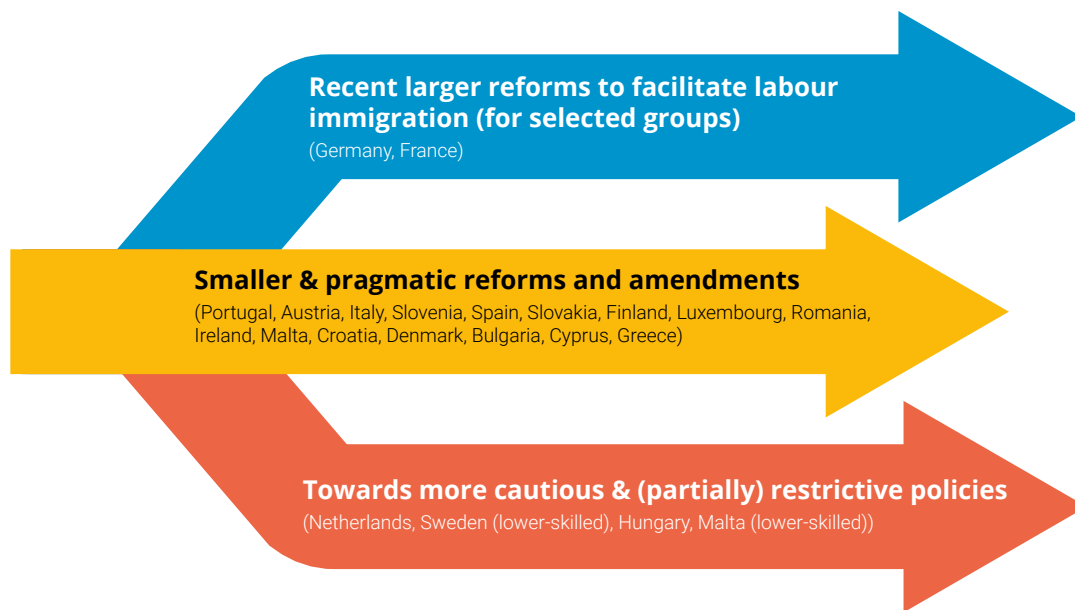 Recent larger reforms to facilitate labour
immigration (for selected groups)
(Germany, France)
Smaller & pragmatic reforms and amendments
(Portugal, Austria, Italy, Slovenia, Spain, Slovakia, Finland, Luxembourg, Romania,
Ireland, Malta, Croatia, Denmark, Bulgaria, Cyprus, Greece)
Towards more cautious & (partially) restrictive policies
(Netherlands, Sweden (lower-skilled), Hungary, Malta (lower-skilled))